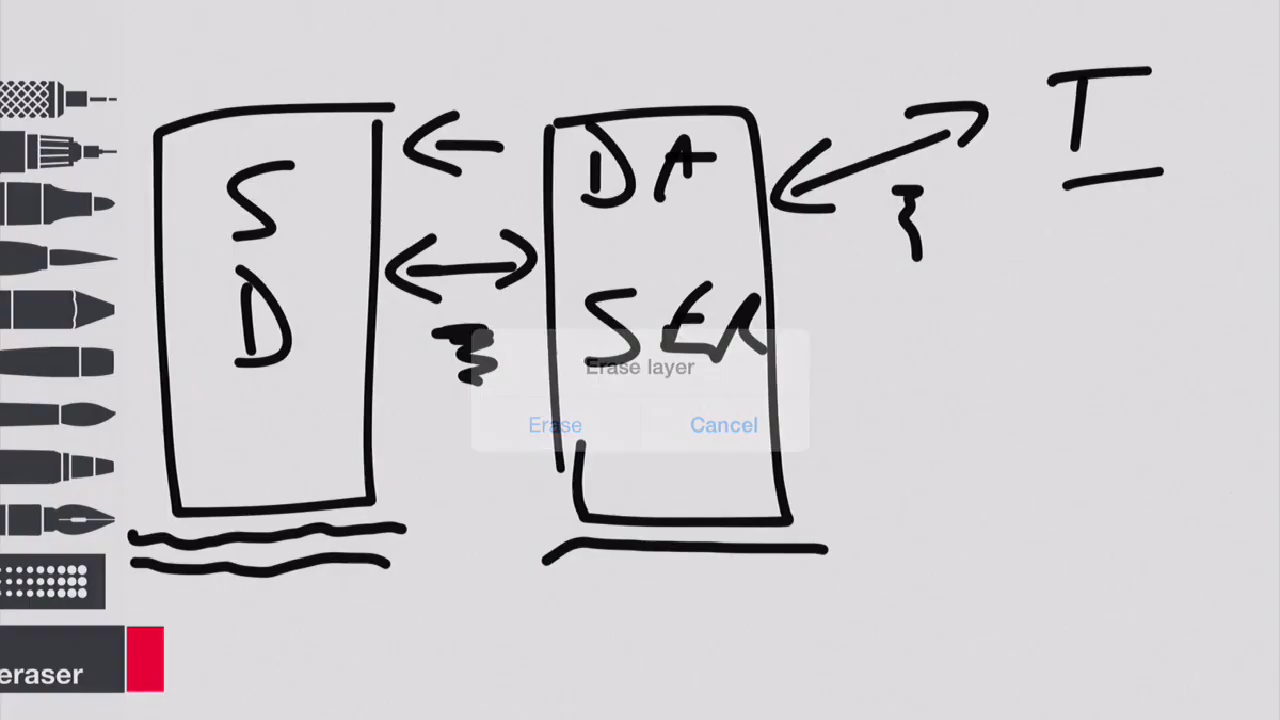 I
S
D
DA
SER
Erase layer
Erase Cancel
eraser